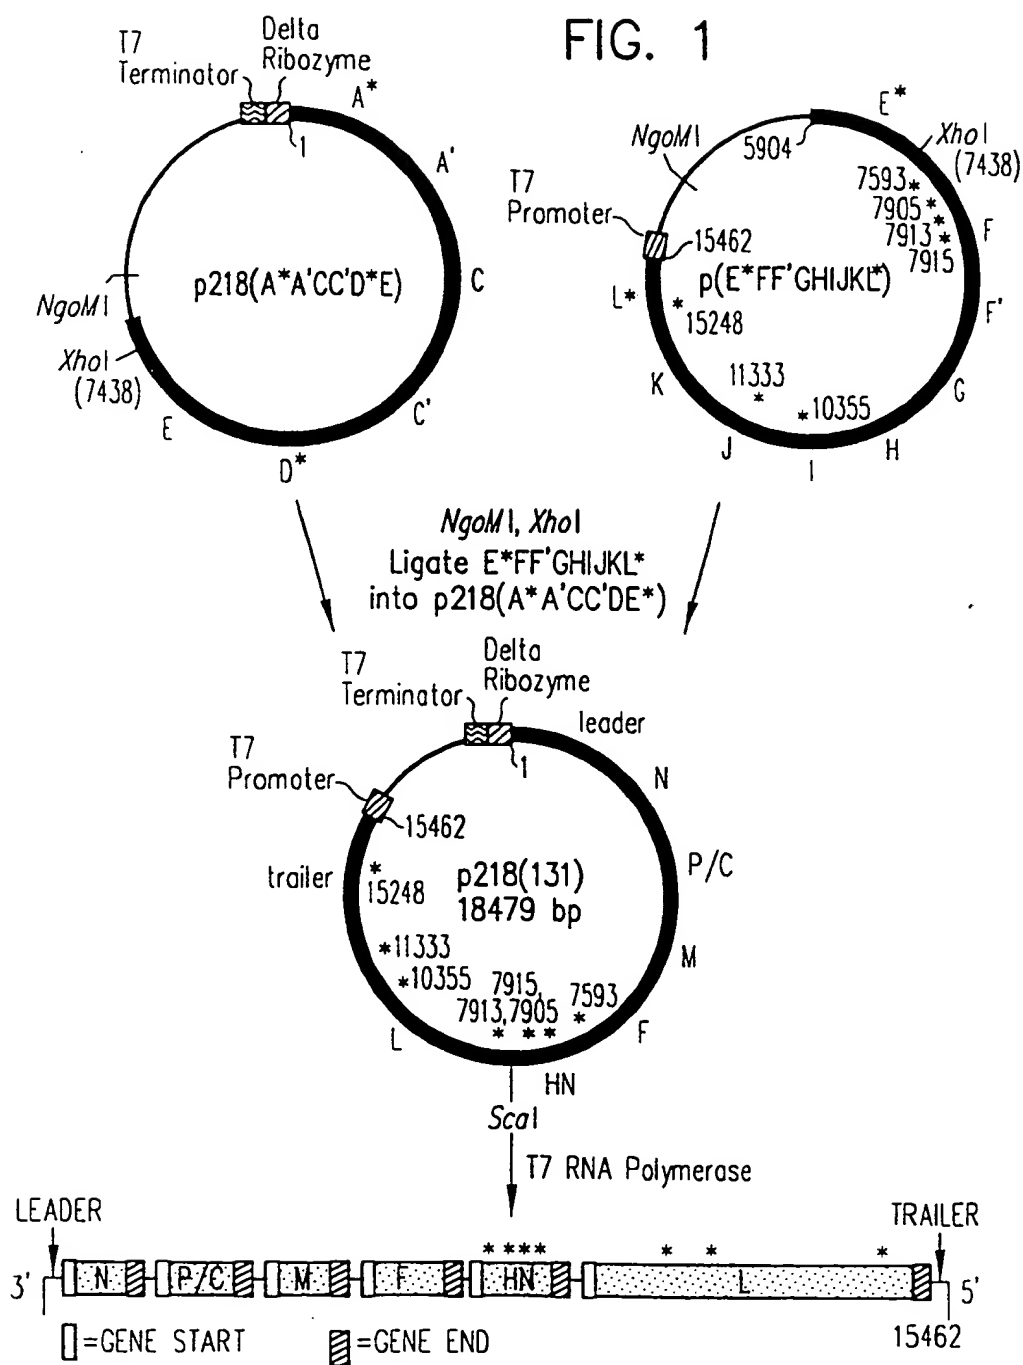 FIG. 1
T7
Terminator
Delta
Ribozyme
A*
1
A'
C
C'
D*
E
XhoI
(7438)
NgoMI
p218(A*A'CC'D*E)
E*
XhoI
(7438)
NgoMI
5904
7593*
7905*
7913*
7915*
T7
Promoter
15462
p(E*FF'GHIJKL*)
F
F'
G
H
I
J
K
L*
*
15248
11333
*
*10355
NgoMI, XhoI
Ligate E*FF'GHIJKL*
into p218(A*A'CC'DE*)
T7
Terminator
Delta
Ribozyme
leader
1
T7
Promoter
15462
N
P/C
M
F
HN
L
trailer
*
15248
p218(131)
18479 bp
*11333
*10355
7915,
7913,7905
* * *
7593
*
ScaI
T7 RNA Polymerase
LEADER
TRAILER
* * * * * * *
3' N P/C M F HN L 5'
15462
=GENE START =GENE END